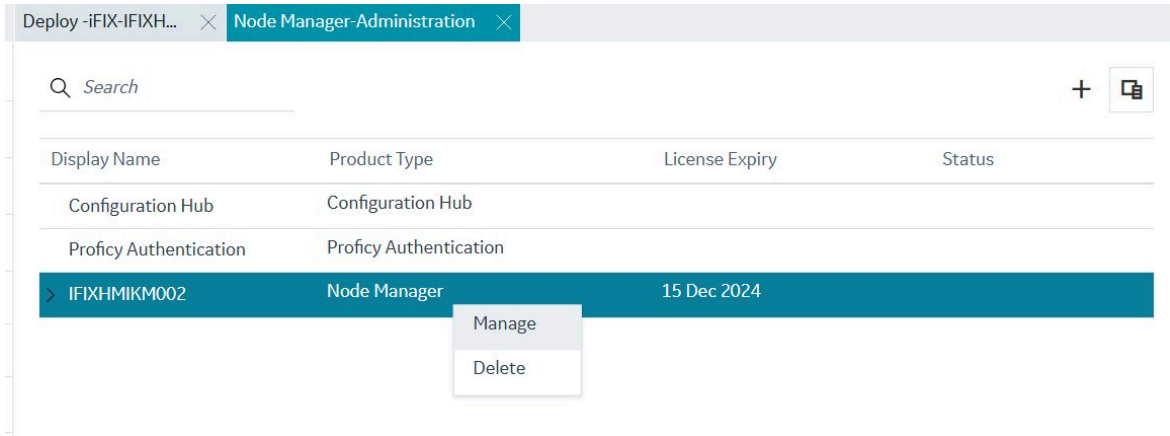 Deploy -iFIX-IFIXH... Node Manager-Administration
Search
Display Name Product Type License Expiry Status
Configuration Hub Configuration Hub
Proficy Authentication Proficy Authentication
IFIXHMIKM002 Node Manager 15 Dec 2024
Manage
Delete